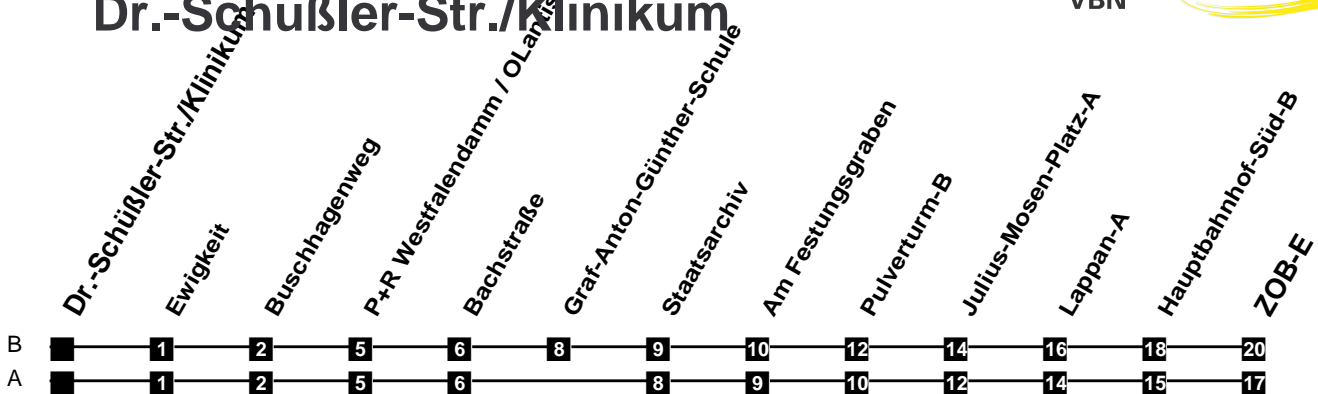 Dr.-Schüßler-Str./Klinikum
VBN
Dr.-Schüßler-Str./Klinikum
Ewigkeit
Buschhagenweg
P+R Westfalendamm / OLantis
Bachstraße
Graf-Anton-Günther-Schule
Staatsarchiv
Am Festungsgraben
Pulverturm-B
Julius-Mosen-Platz-A
Lappan-A
Hauptbahnhof-Süd-B
ZOB-E
B 1 2 5 6 8 9 10 12 14 16 18 20
A 1 2 5 6 8 9 10 12 14 15 17